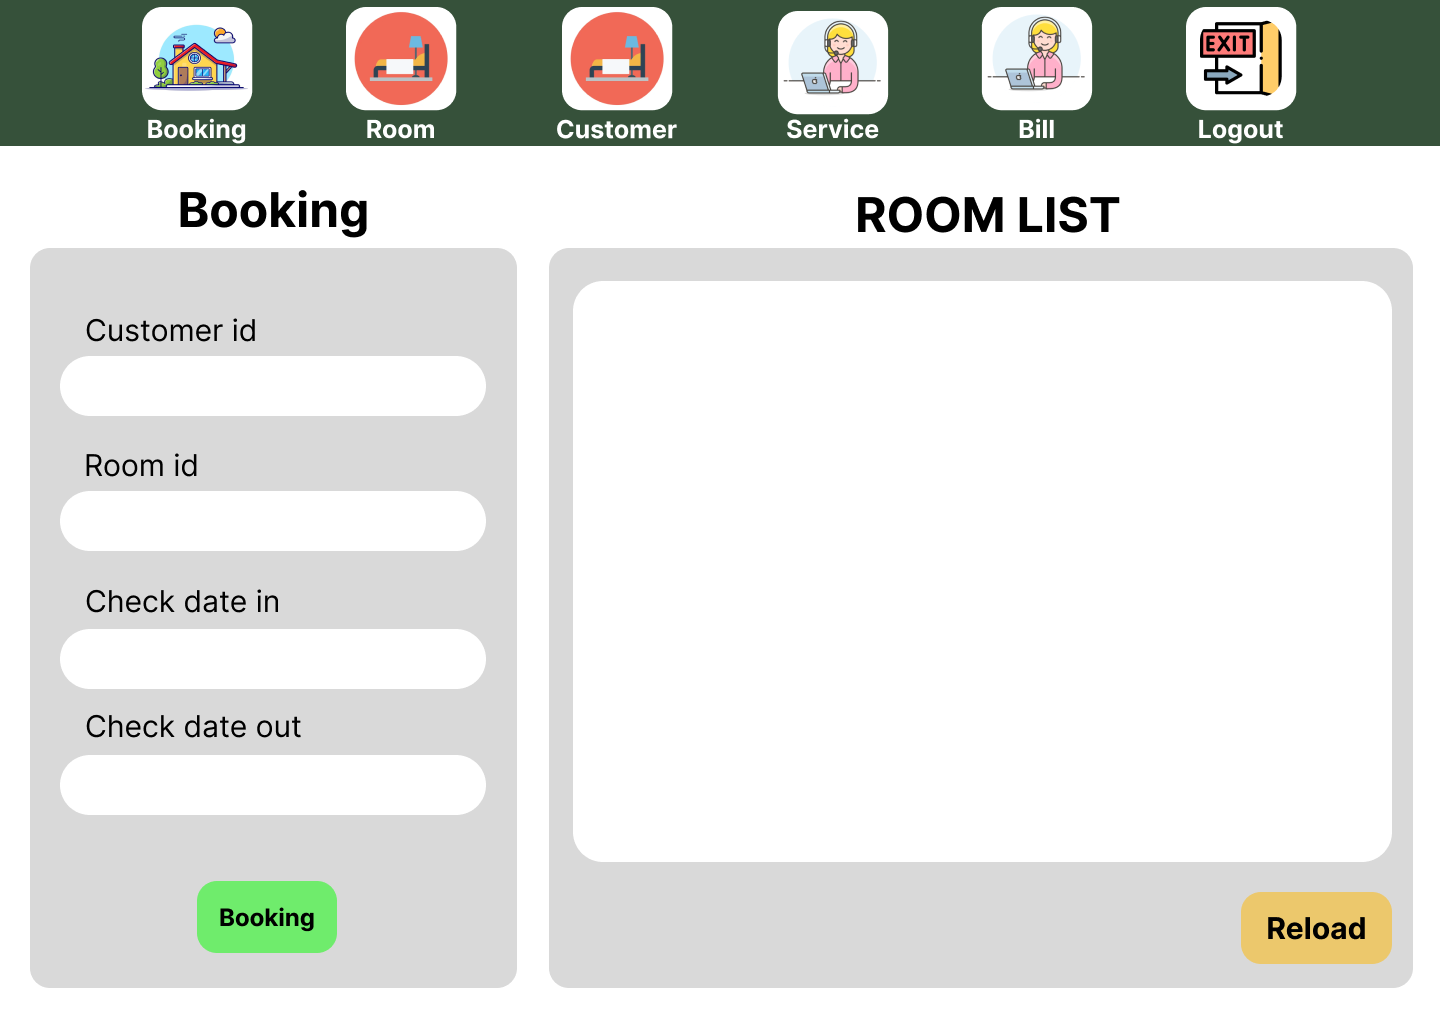 EXIT
Booking
Room
Customer
Service
Bill
Logout
Booking
ROOM LIST
Customer id
Room id
Check date in
Check date out
Booking
Reload